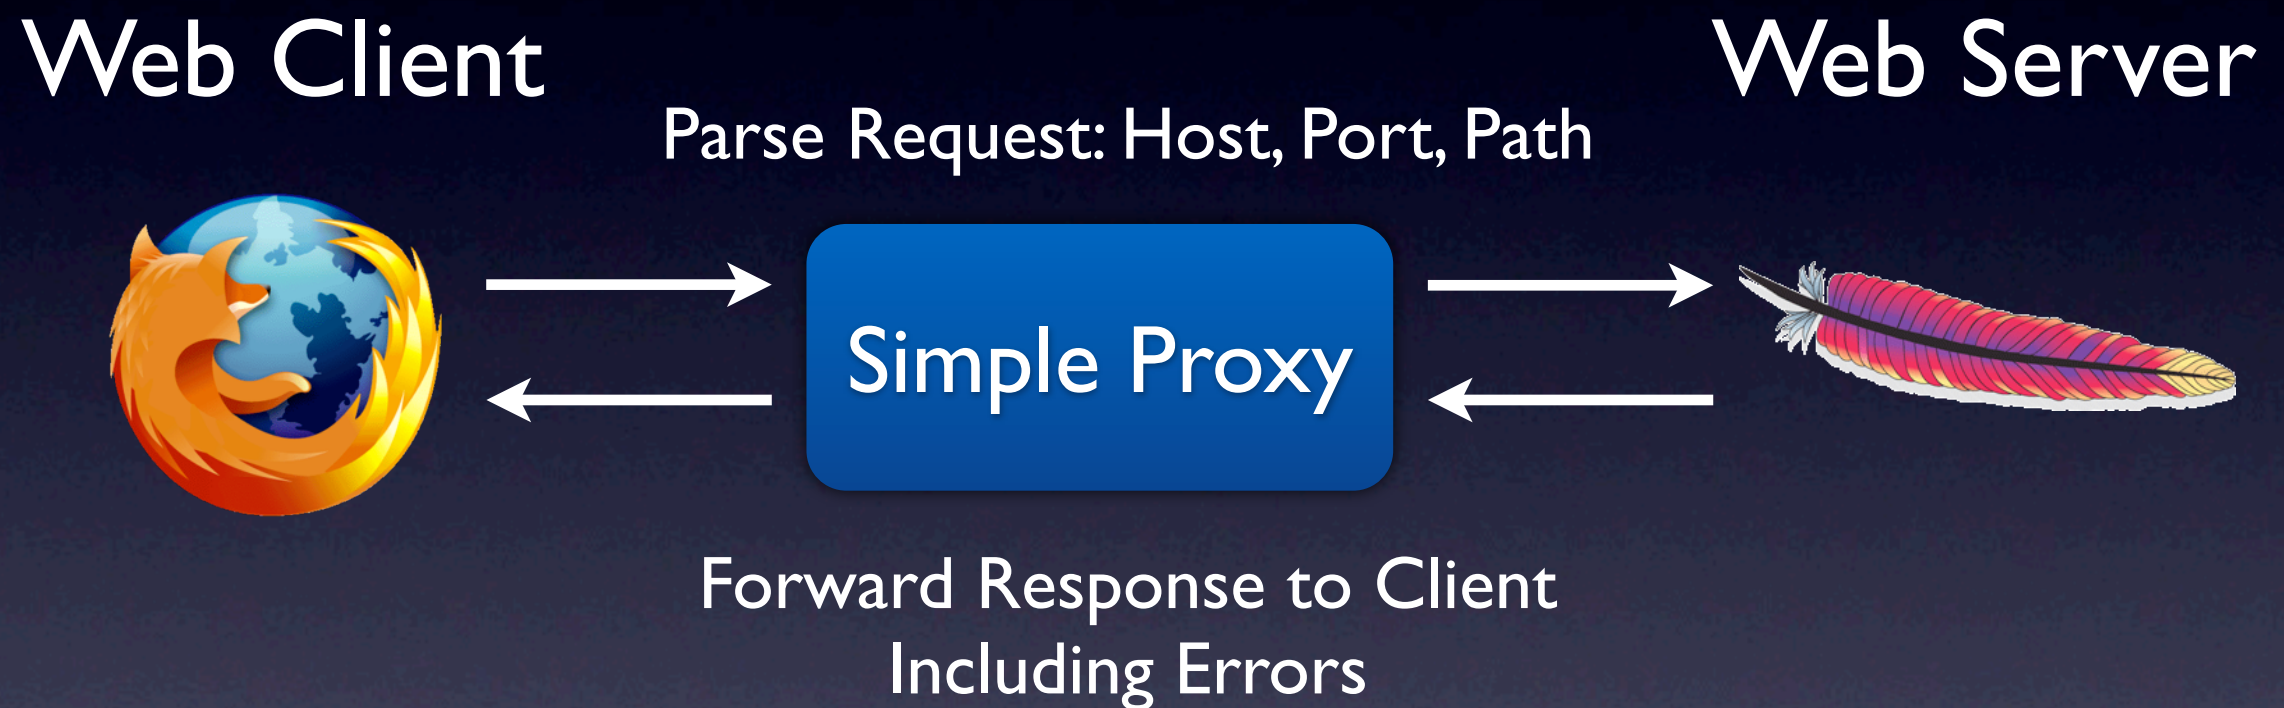 Web Client
Web Server
Parse Request: Host, Port, Path
Simple Proxy
Forward Response to Client
Including Errors